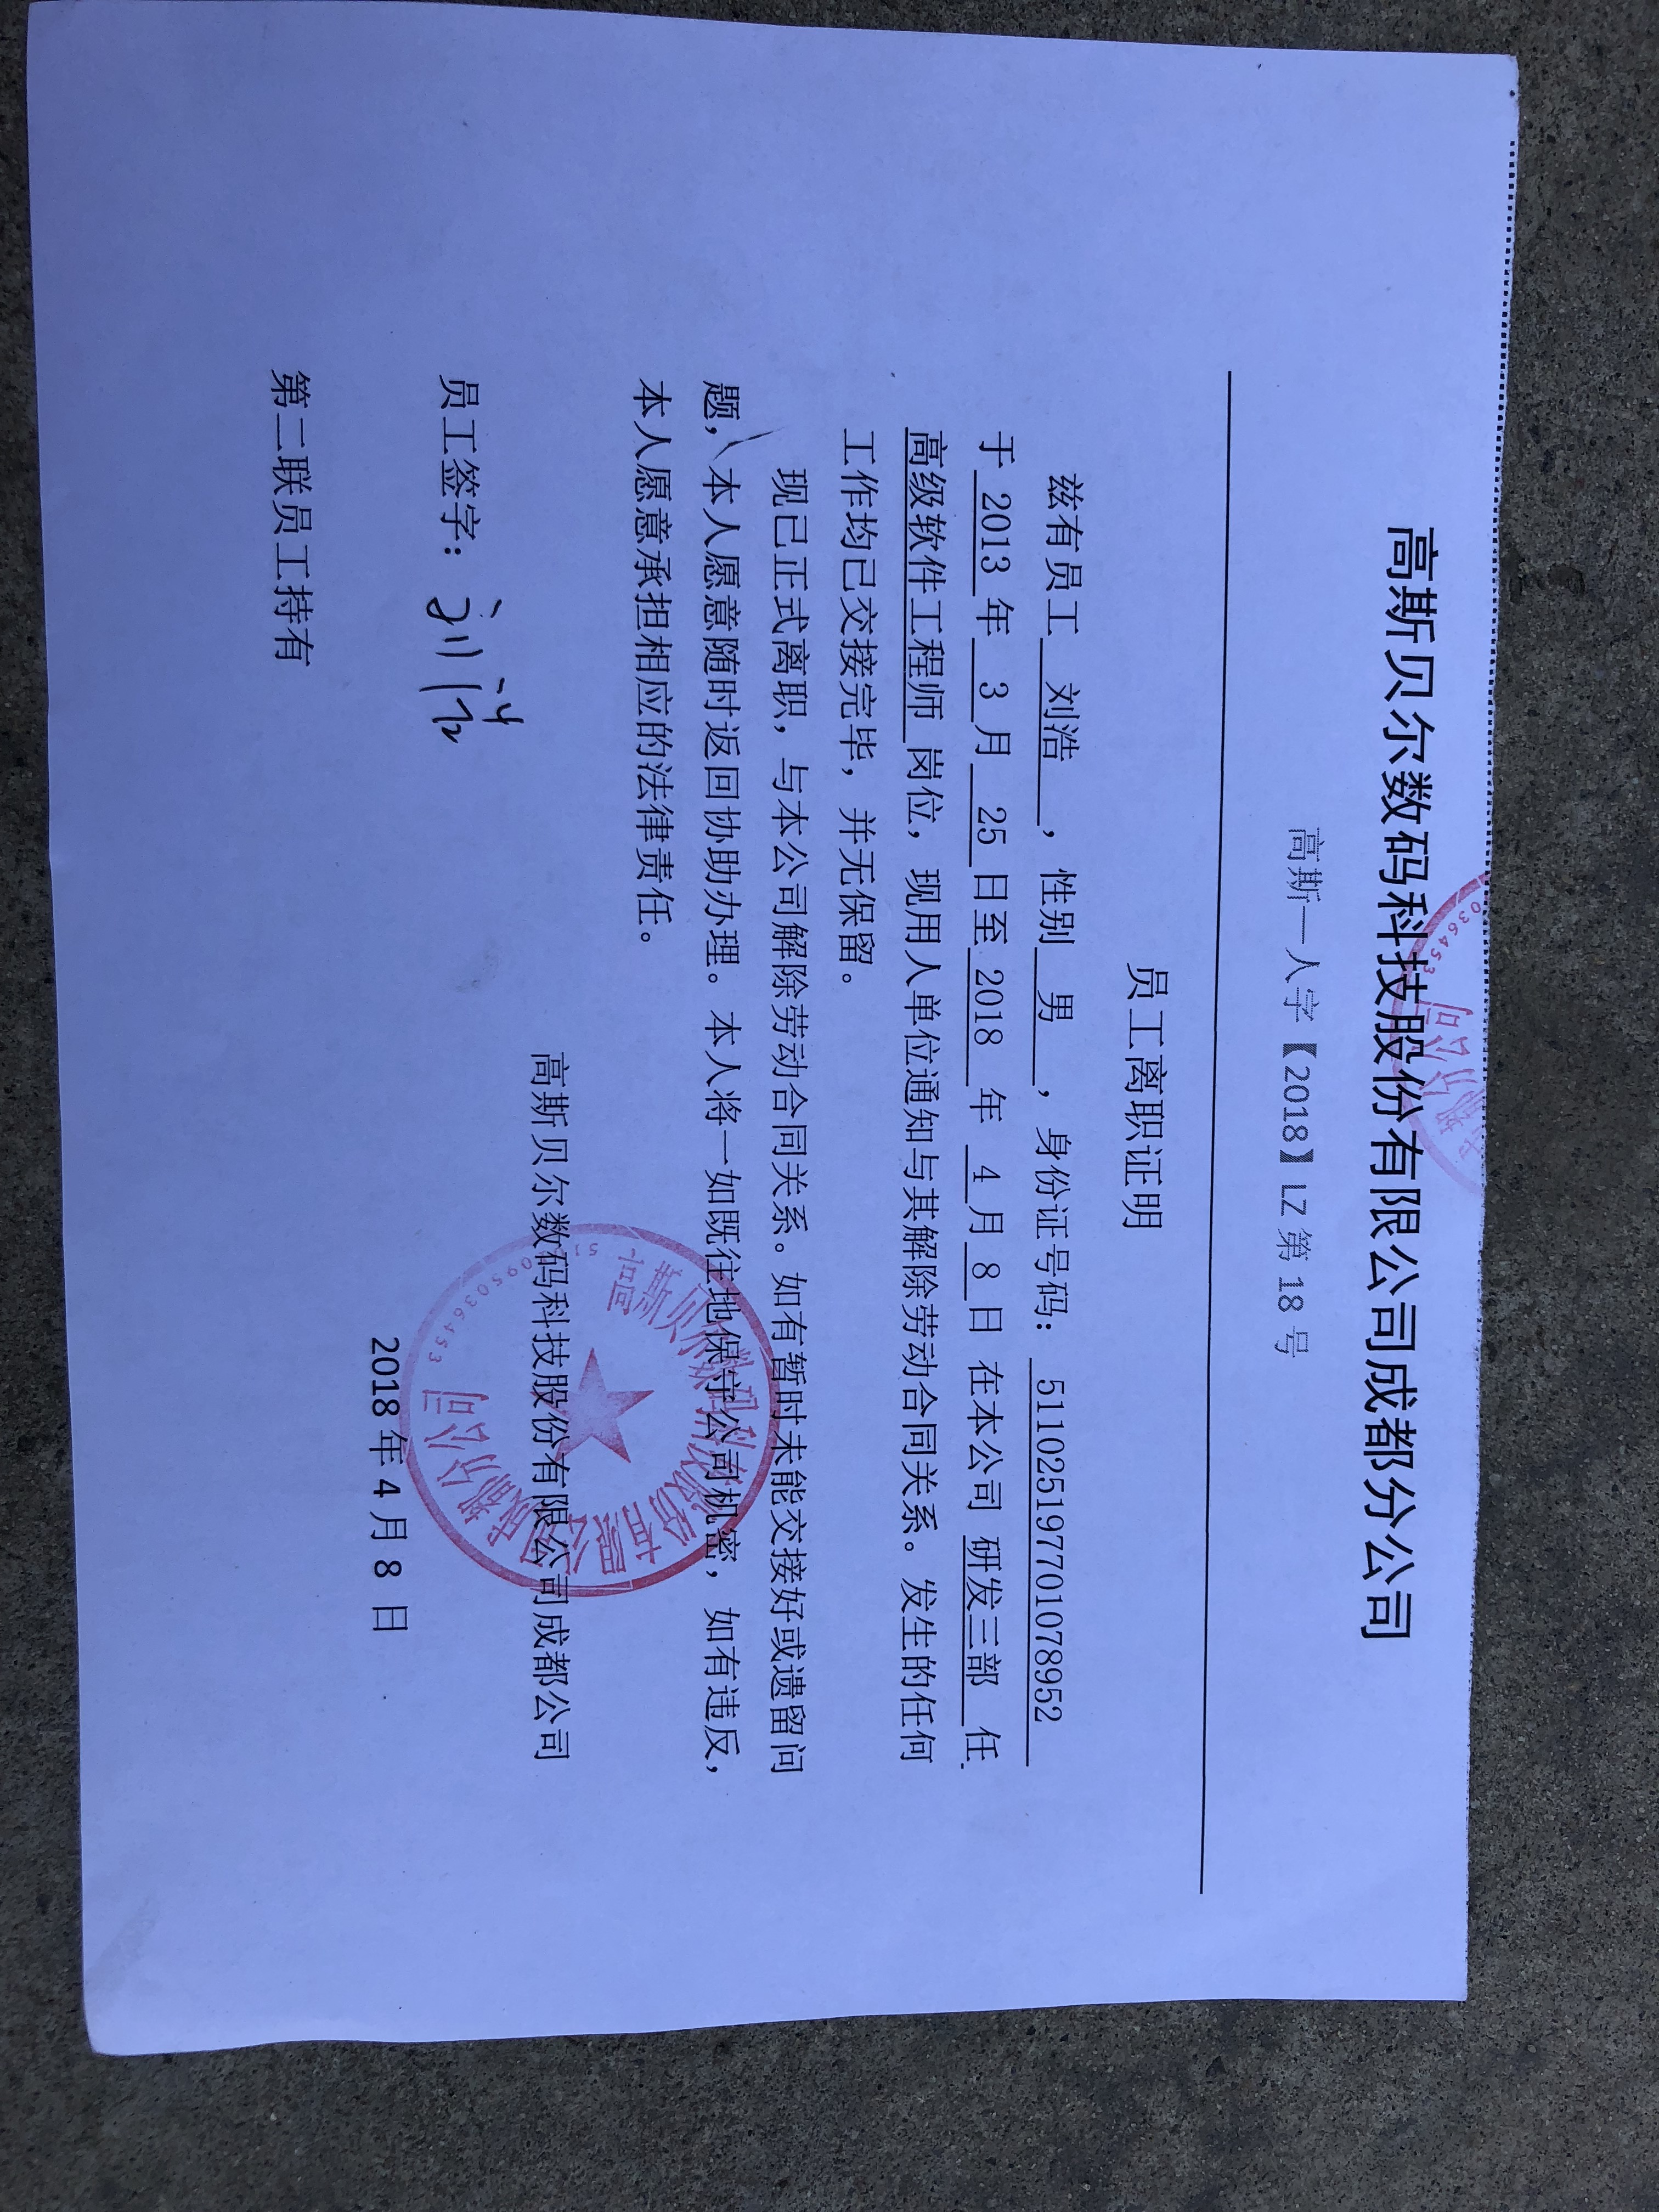 高斯贝尔数码科技股份有限公司成都分公司
高斯—人字【2018】LZ 第 18 号
员工离职证明
兹有员工 刘浩 ，性别 男 ，身份证号码： 511025197701078952
于 2013 年 3 月 25 日至 2018 年 4 月 8 日 在本公司 研发三部 任
高级软件工程师 岗位，现用人单位通知与其解除劳动合同关系。发生的任何
工作均已交接完毕，并无保留。
现已正式离职，与本公司解除劳动合同关系。如有暂时未能交接好或遗留问
题，本人愿意随时返回协助办理。本人将一如既往地保守公司机密，如有违反，
本人愿意承担相应的法律责任。
高斯贝尔数码科技股份有限公司成都公司
员工签字：刘浩
2018 年 4 月 8 日
第二联员工持有
高斯贝尔数码科技股份有限公司成都分公司